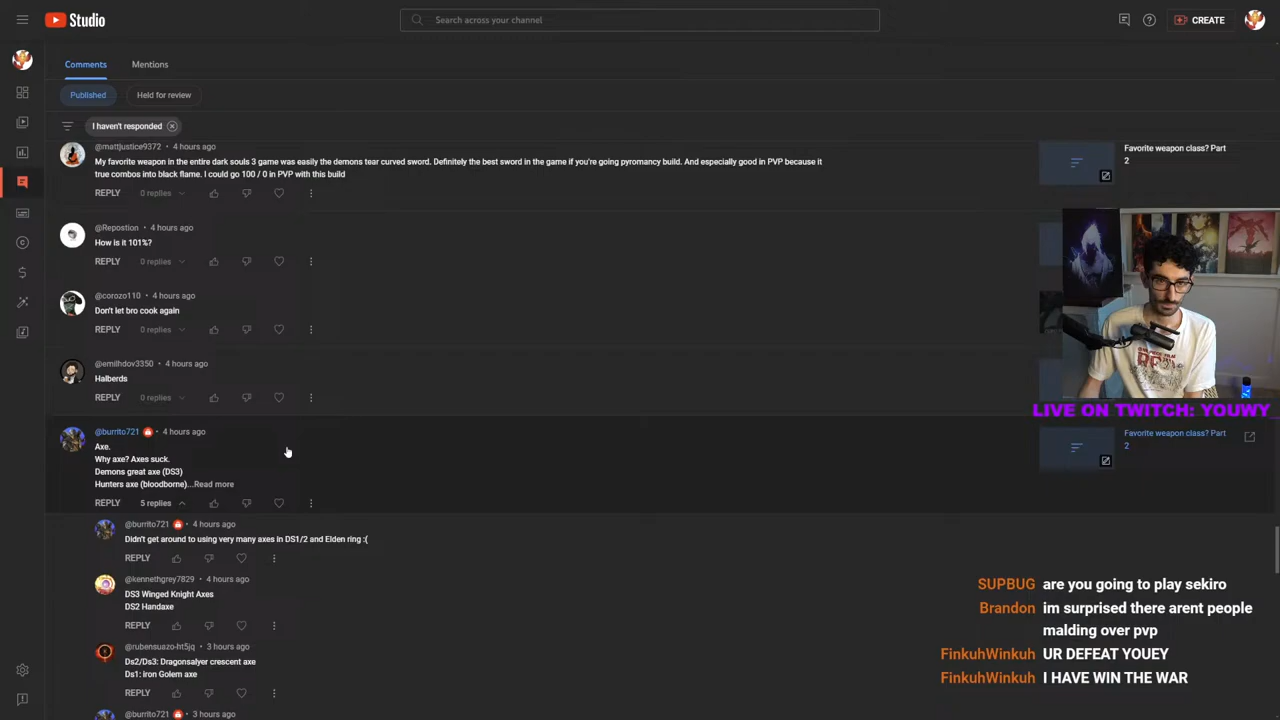 Studio
Search across your channel
CREATE
Comments
Mentions
Published
Held for review
I haven't responded
@mattjustice9372 • 4 hours ago
My favorite weapon in the entire dark souls 3 game was easily the demons tear curved sword. Definitely the best sword in the game if you're going pyromancy build. And especially good in PVP because it
true combos into black flame. I could go 100 / 0 in PVP with this build
REPLY 0 replies
Favorite weapon class? Part
2
@Repostion • 4 hours ago
How is it 101%?
REPLY 0 replies
@corozo110 • 4 hours ago
Don't let bro cook again
REPLY 0 replies
@emilhdov3350 • 4 hours ago
Halberds
REPLY 0 replies
LIVE ON TWITCH: YOUWY
@burrito721 • 4 hours ago
Axe.
Why axe? Axes suck.
Demons great axe (DS3)
Hunters axe (bloodborne)...Read more
REPLY 5 replies
Favorite weapon class? Part
2
@burrito721 • 4 hours ago
Didn't get around to using very many axes in DS1/2 and Elden ring :(
REPLY
@kennethgrey7829 • 4 hours ago
DS3 Winged Knight Axes
DS2 Handaxe
REPLY
@rubensuazo-ht5jq • 3 hours ago
Ds2/Ds3: Dragonsalyer crescent axe
Ds1: iron Golem axe
REPLY
@burrito721 • 3 hours ago
SUPBUG are you going to play sekiro
Brandon im surprised there arent people
malding over pvp
FinkuhWinkuh UR DEFEAT YOUEY
FinkuhWinkuh I HAVE WIN THE WAR